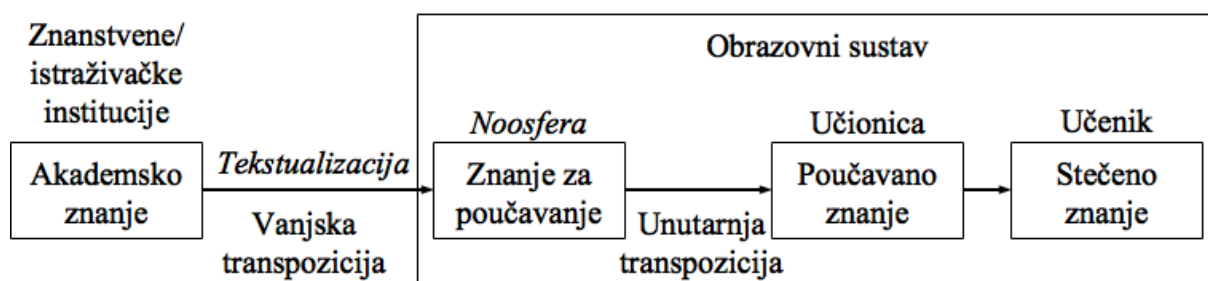 Znanstvene/
istraživačke
institucije
Akademsko
znanje
Tekstualizacija
Vanjska
transpozicija
Obrazovni sustav
Noosfera
Znanje za
poučavanje
Unutarnja
transpozicija
Učionica
Poučavano
znanje
Učenik
Stečeno
znanje